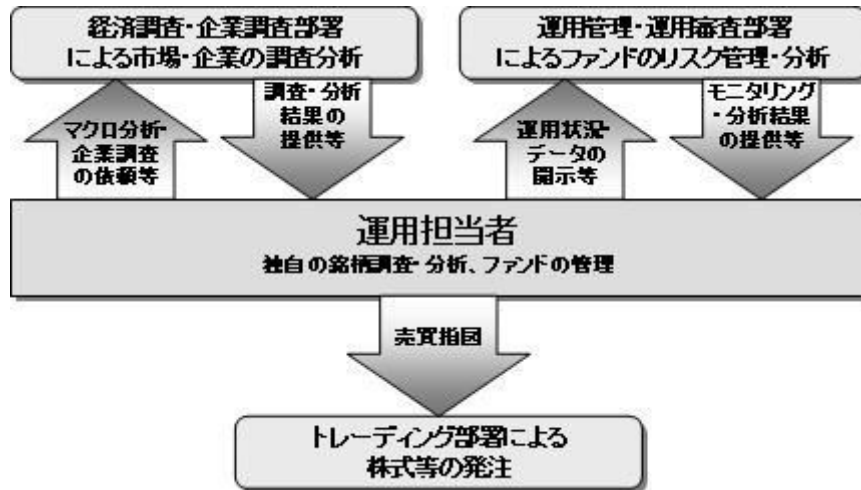 経済調査・企業調査部署
による市場・企業の調査分析
運用管理・運用審査部署
によるファンドのリスク管理・分析
マクロ分析・
企業調査
の依頼等
調査・分析
結果の
提供等
運用状況・
データの
開示等
モニタリング
・分析結果
の提供等
運用担当者
独自の銘柄調査・分析、ファンドの管理
売買指図
トレーディング部署による
株式等の発注